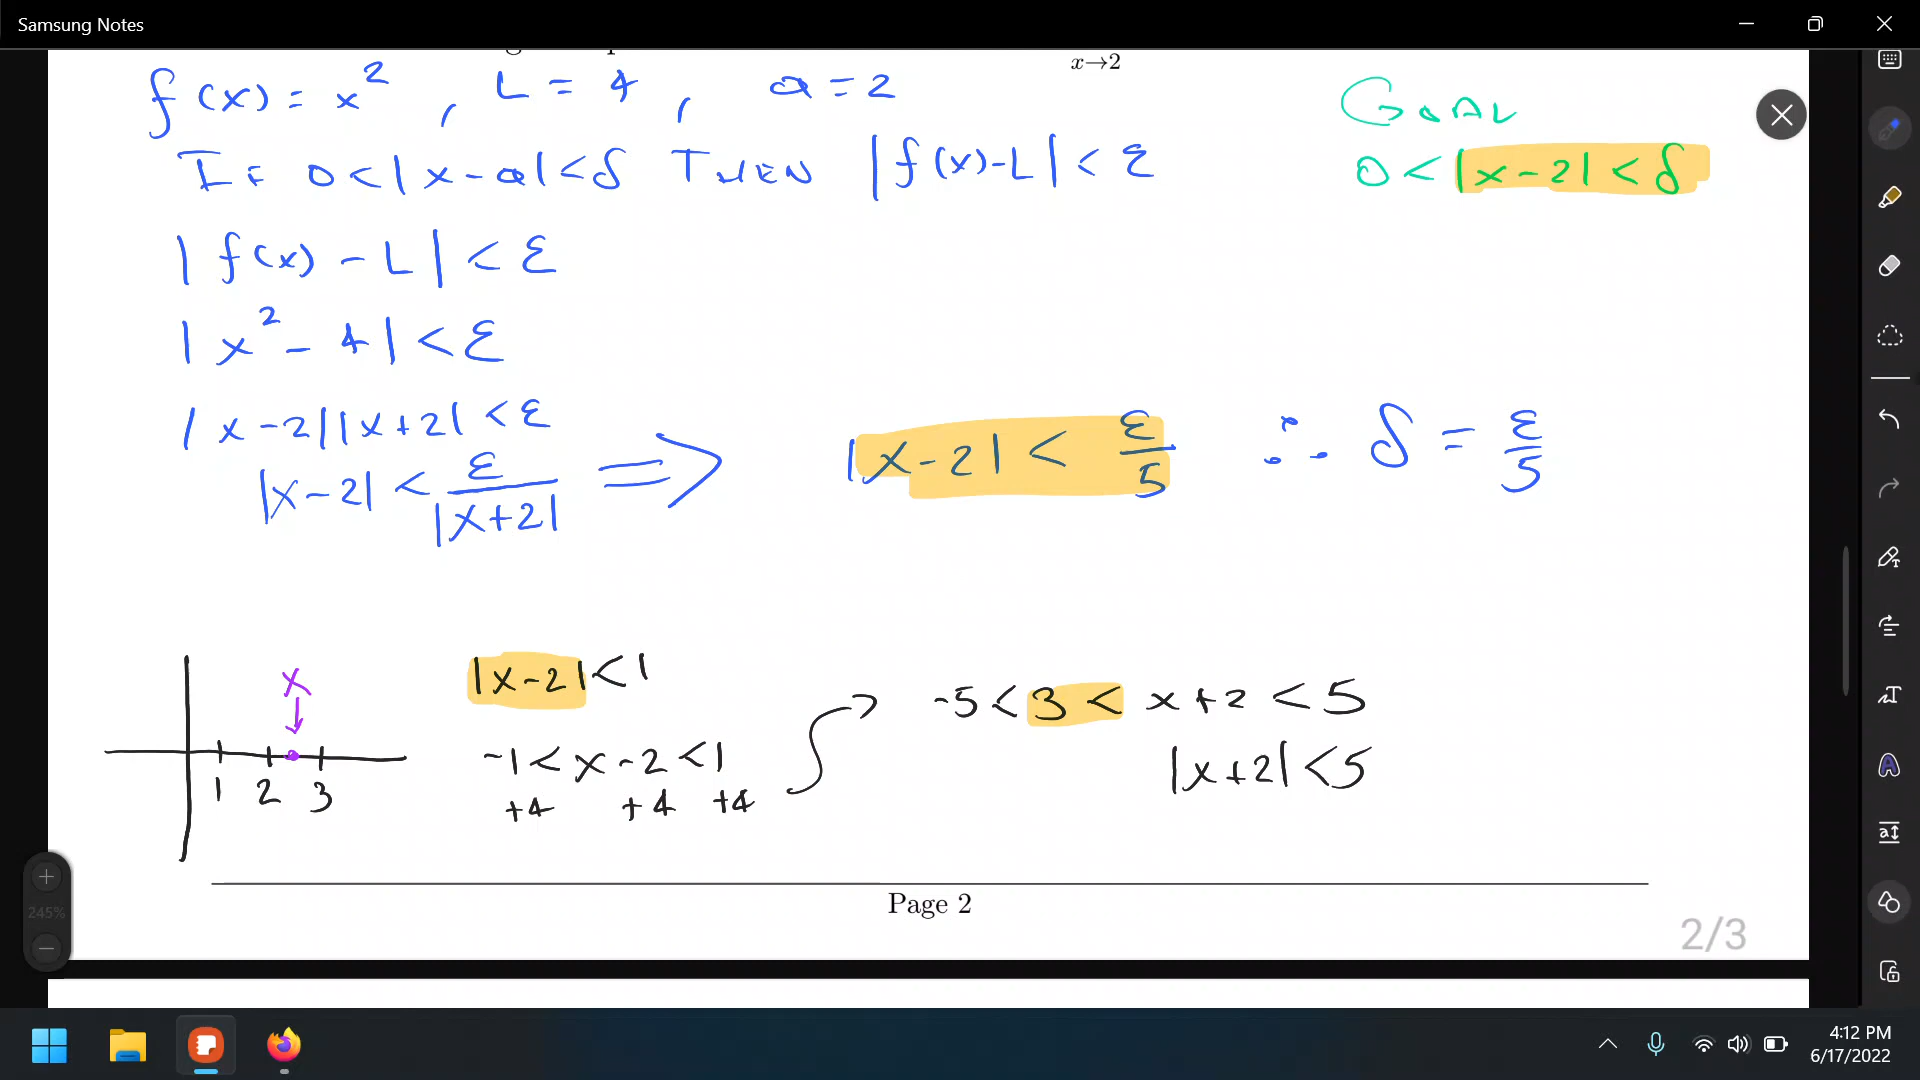 Samsung Notes
x→2
f(x) = x², L = 4, a = 2
GOAL
IF 0 < |x - a| < δ THEN |f(x) - L| < ε
0 < |x - 2| < δ
|f(x) - L| < ε
|x² - 4| < ε
|x - 2||x + 2| < ε
|x - 2| < ε/|x + 2| ⟹ |x - 2| < ε/5 ∴ δ = ε/5
x
|x - 2| < 1
-5 < 3 < x + 2 < 5
-1 < x - 2 < 1
|x + 2| < 5
1 2 3
+4 +4 +4
Page 2
245%
2/3
4:12 PM
6/17/2022